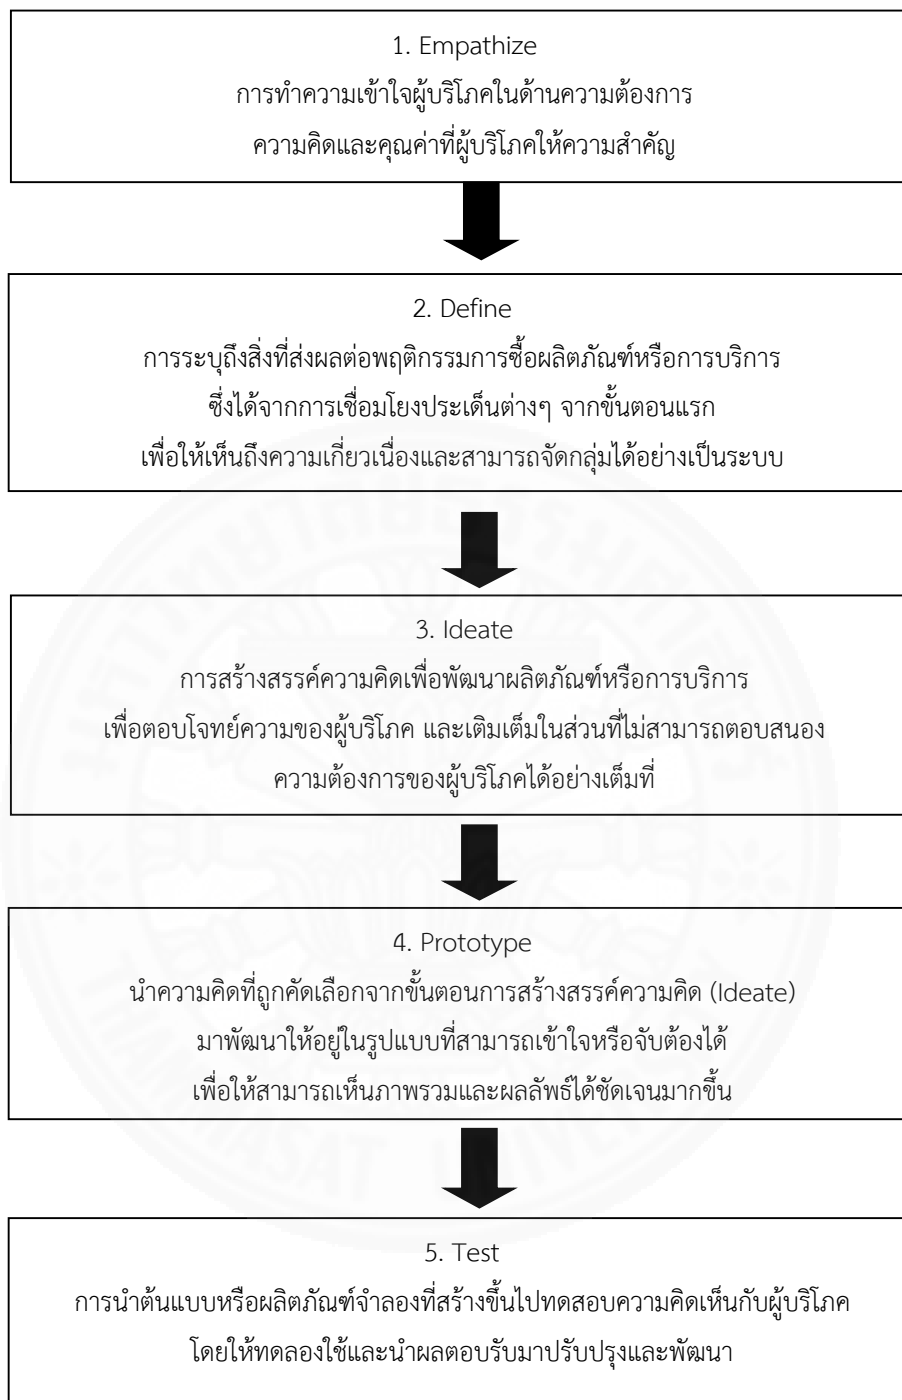 1. Empathize
การทำความเข้าใจผู้บริโภคในด้านความต้องการ
ความคิดและคุณค่าที่ผู้บริโภคให้ความสำคัญ
2. Define
การระบุถึงสิ่งที่ส่งผลต่อพฤติกรรมการซื้อผลิตภัณฑ์หรือการบริการ
ซึ่งได้จากการเชื่อมโยงประเด็นต่างๆ จากขั้นตอนแรก
เพื่อให้เห็นถึงความเกี่ยวเนื่องและสามารถจัดกลุ่มได้อย่างเป็นระบบ
3. Ideate
การสร้างสรรค์ความคิดเพื่อพัฒนาผลิตภัณฑ์หรือการบริการ
เพื่อตอบโจทย์ความของผู้บริโภค และเติมเต็มในส่วนที่ไม่สามารถตอบสนอง
ความต้องการของผู้บริโภคได้อย่างเต็มที่
4. Prototype
นำความคิดที่ถูกคัดเลือกจากขั้นตอนการสร้างสรรค์ความคิด (Ideate)
มาพัฒนาให้อยู่ในรูปแบบที่สามารถเข้าใจหรือจับต้องได้
เพื่อให้สามารถเห็นภาพรวมและผลลัพธ์ได้ชัดเจนมากขึ้น
5. Test
การนำต้นแบบหรือผลิตภัณฑ์จำลองที่สร้างขึ้นไปทดสอบความคิดเห็นกับผู้บริโภค
โดยให้ทดลองใช้และนำผลตอบรับมาปรับปรุงและพัฒนา
มหาวิทยาลัยธรรมศาสตร์
THAMMASAT UNIVERSITY